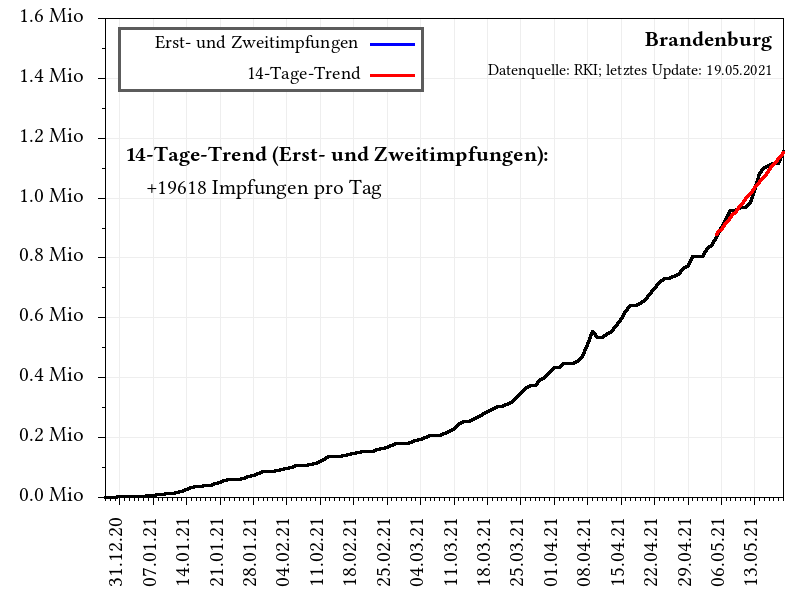 1.6 Mio
1.4 Mio
1.2 Mio
1.0 Mio
0.8 Mio
0.6 Mio
0.4 Mio
0.2 Mio
0.0 Mio
Erst- und Zweitimpfungen
14-Tage-Trend
Brandenburg
Datenquelle: RKI; letztes Update: 19.05.2021
14-Tage-Trend (Erst- und Zweitimpfungen):
+19618 Impfungen pro Tag
31.12.20
07.01.21
14.01.21
21.01.21
28.01.21
04.02.21
11.02.21
18.02.21
25.02.21
04.03.21
11.03.21
18.03.21
25.03.21
01.04.21
08.04.21
15.04.21
22.04.21
29.04.21
06.05.21
13.05.21